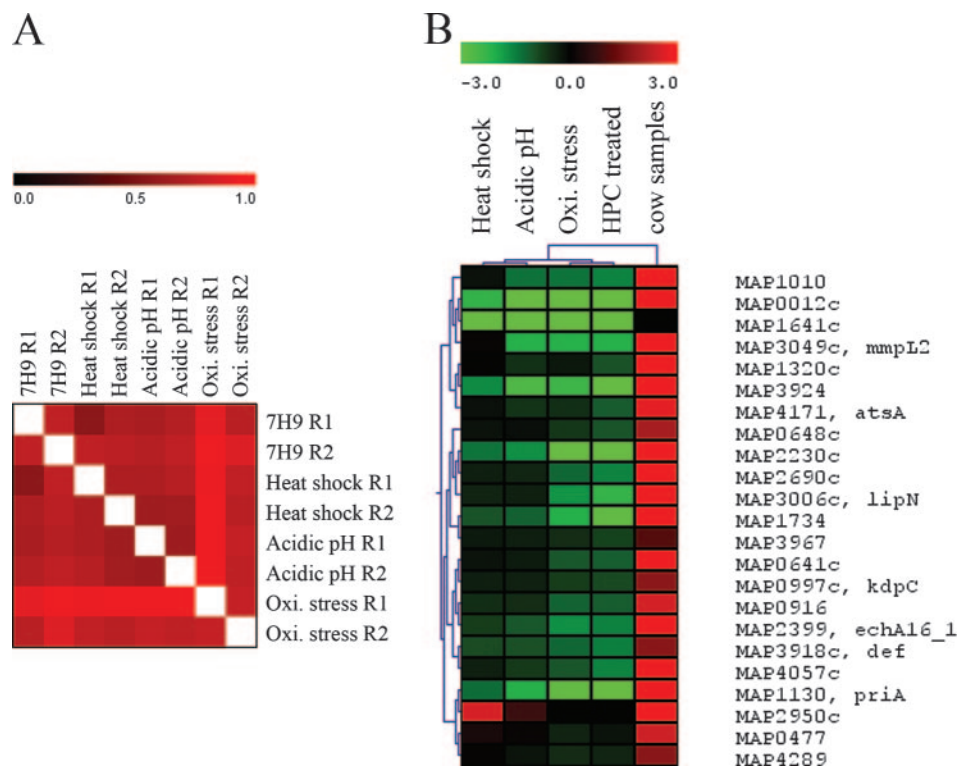 A
B
-3.0 0.0 3.0
Heat shock
Acidic pH
Oxi. stress
HPC treated
cow samples
0.0 0.5 1.0
7H9 R1
7H9 R2
Heat shock R1
Heat shock R2
Acidic pH R1
Acidic pH R2
Oxi. stress R1
Oxi. stress R2
7H9 R1
7H9 R2
Heat shock R1
Heat shock R2
Acidic pH R1
Acidic pH R2
Oxi. stress R1
Oxi. stress R2
MAP1010
MAP0012c
MAP1641c
MAP3049c, mmpL2
MAP1320c
MAP3924
MAP4171, atsA
MAP0648c
MAP2230c
MAP2690c
MAP3006c, lipN
MAP1734
MAP3967
MAP0641c
MAP0997c, kdpC
MAP0916
MAP2399, echA16_1
MAP3918c, def
MAP4057c
MAP1130, priA
MAP2950c
MAP0477
MAP4289